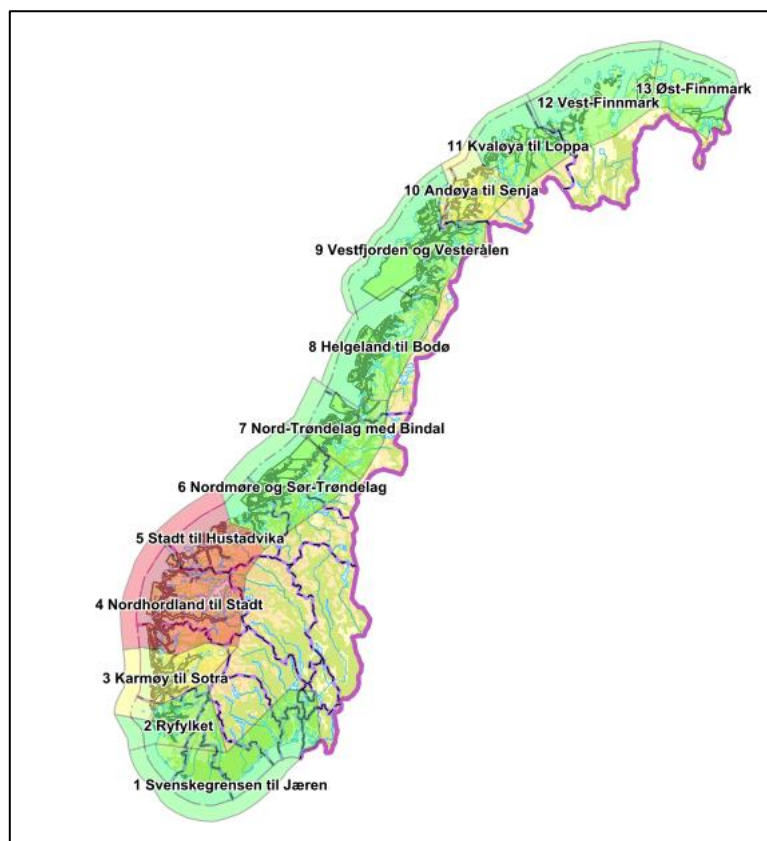 13 Øst-Finnmark
12 Vest-Finnmark
11 Kvaløya til Loppa
10 Andøya til Senja
9 Vestfjorden og Vesterålen
8 Helgeland til Bodø
7 Nord-Trøndelag med Bindal
6 Nordmøre og Sør-Trøndelag
5 Stadt til Hustadvika
4 Nordhordland til Stadt
3 Karmøy til Sotra
2 Ryfylket
1 Svenskegrensen til Jæren